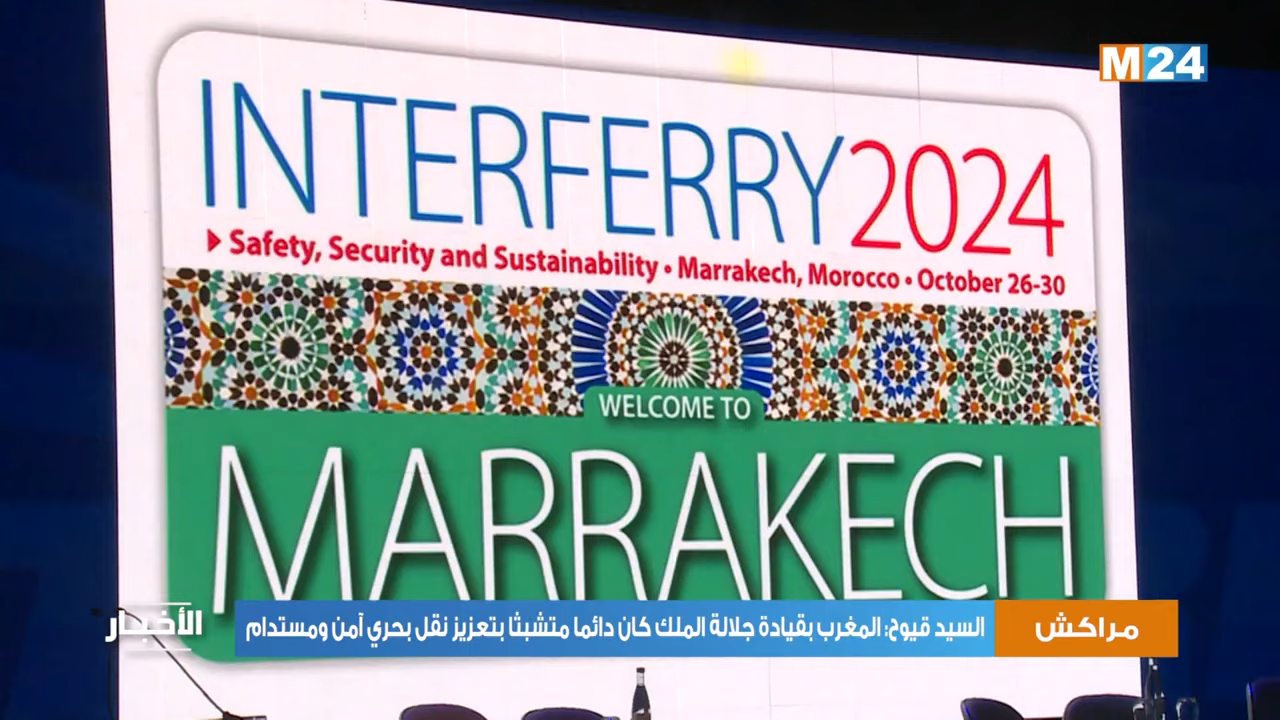 M24
INTERFERRY2024
Safety, Security and Sustainability • Marrakech, Morocco • October 26-30
WELCOME TO
MARRAKECH
مراكش
السيد قيوح: المغرب بقيادة جلالة الملك كان دائما متشبثا بتعزيز نقل بحري آمن ومستدام
الأخبار